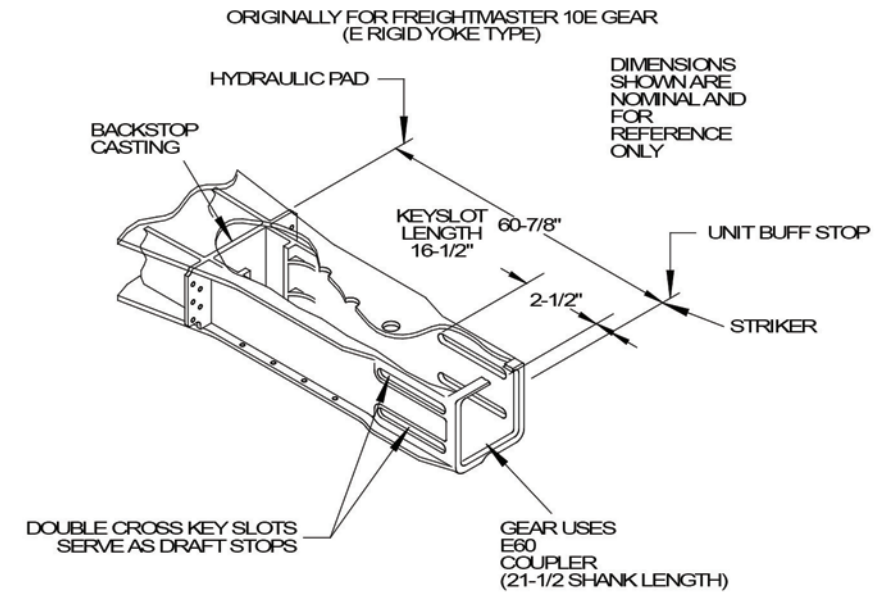 ORIGINALLY FOR FREIGHTMASTER 10E GEAR
(E RIGID YOKE TYPE)
DIMENSIONS
SHOWN ARE
NOMINAL AND
FOR
REFERENCE
ONLY
HYDRAULIC PAD
BACKSTOP
CASTING
KEYSLOT
LENGTH
16-1/2"
60-7/8"
UNIT BUFF STOP
2-1/2"
STRIKER
DOUBLE CROSS KEY SLOTS
SERVE AS DRAFT STOPS
GEAR USES
E60
COUPLER
(21-1/2 SHANK LENGTH)